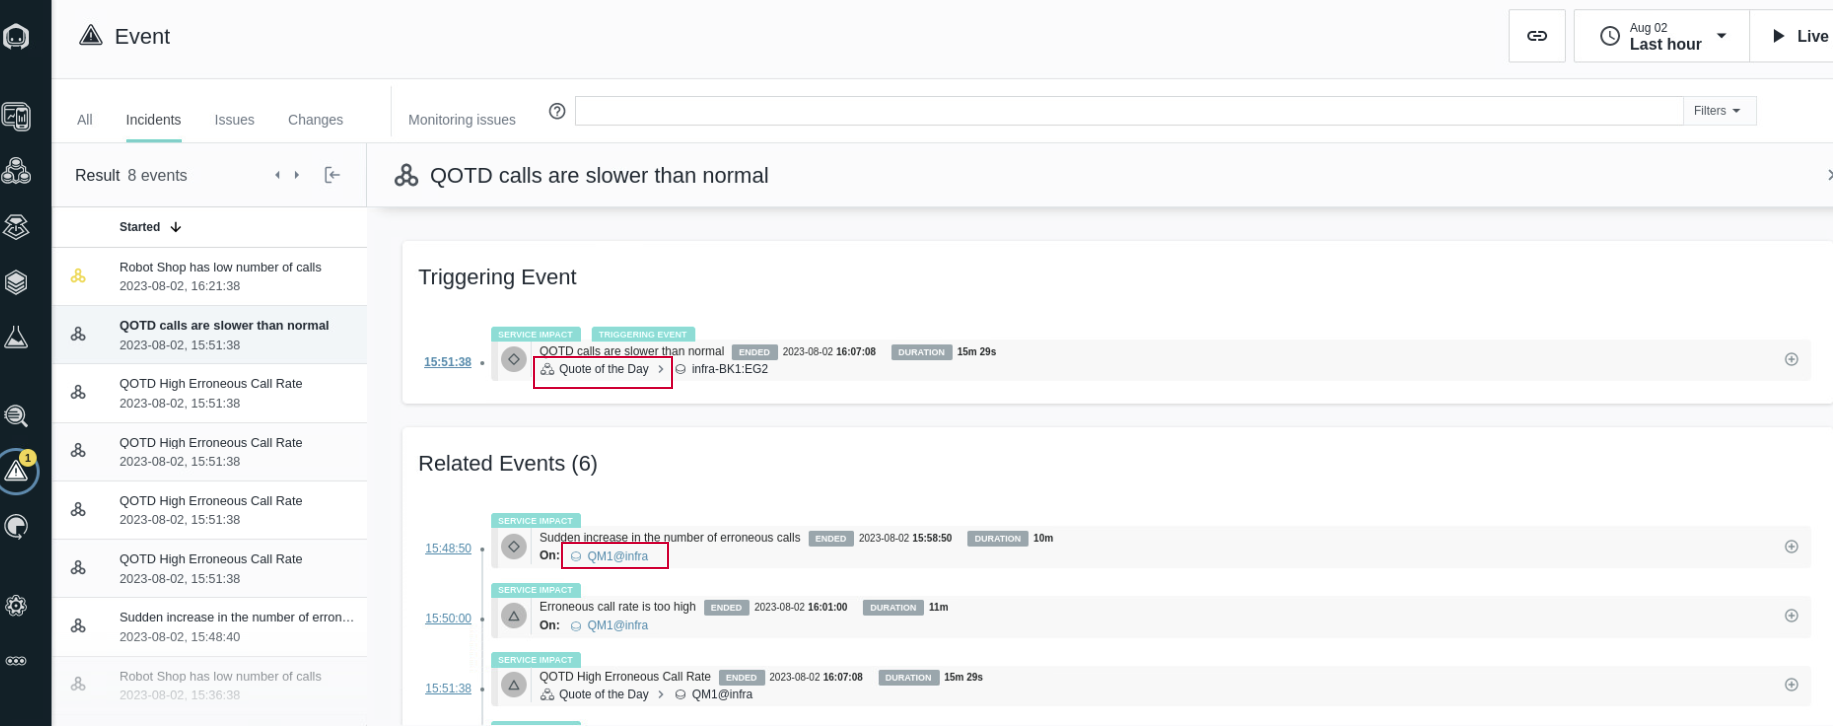 Event
Aug 02
Last hour
Live
All
Incidents
Issues
Changes
Monitoring issues
Filters
Result 8 events
Started
Robot Shop has low number of calls
2023-08-02, 16:21:38
QOTD calls are slower than normal
2023-08-02, 15:51:38
QOTD High Erroneous Call Rate
2023-08-02, 15:51:38
QOTD High Erroneous Call Rate
2023-08-02, 15:51:38
QOTD High Erroneous Call Rate
2023-08-02, 15:51:38
QOTD High Erroneous Call Rate
2023-08-02, 15:51:38
Sudden increase in the number of erron…
2023-08-02, 15:48:40
Robot Shop has low number of calls
2023-08-02, 15:36:38
1
QOTD calls are slower than normal
Triggering Event
SERVICE IMPACT TRIGGERING EVENT
15:51:38
QOTD calls are slower than normal ENDED 2023-08-02 16:07:08 DURATION 15m 29s
Quote of the Day > infra-BK1:EG2
Related Events (6)
SERVICE IMPACT
15:48:50
Sudden increase in the number of erroneous calls ENDED 2023-08-02 15:58:50 DURATION 10m
On: QM1@infra
SERVICE IMPACT
15:50:00
Erroneous call rate is too high ENDED 2023-08-02 16:01:00 DURATION 11m
On: QM1@infra
SERVICE IMPACT
15:51:38
QOTD High Erroneous Call Rate ENDED 2023-08-02 16:07:08 DURATION 15m 29s
Quote of the Day > QM1@infra